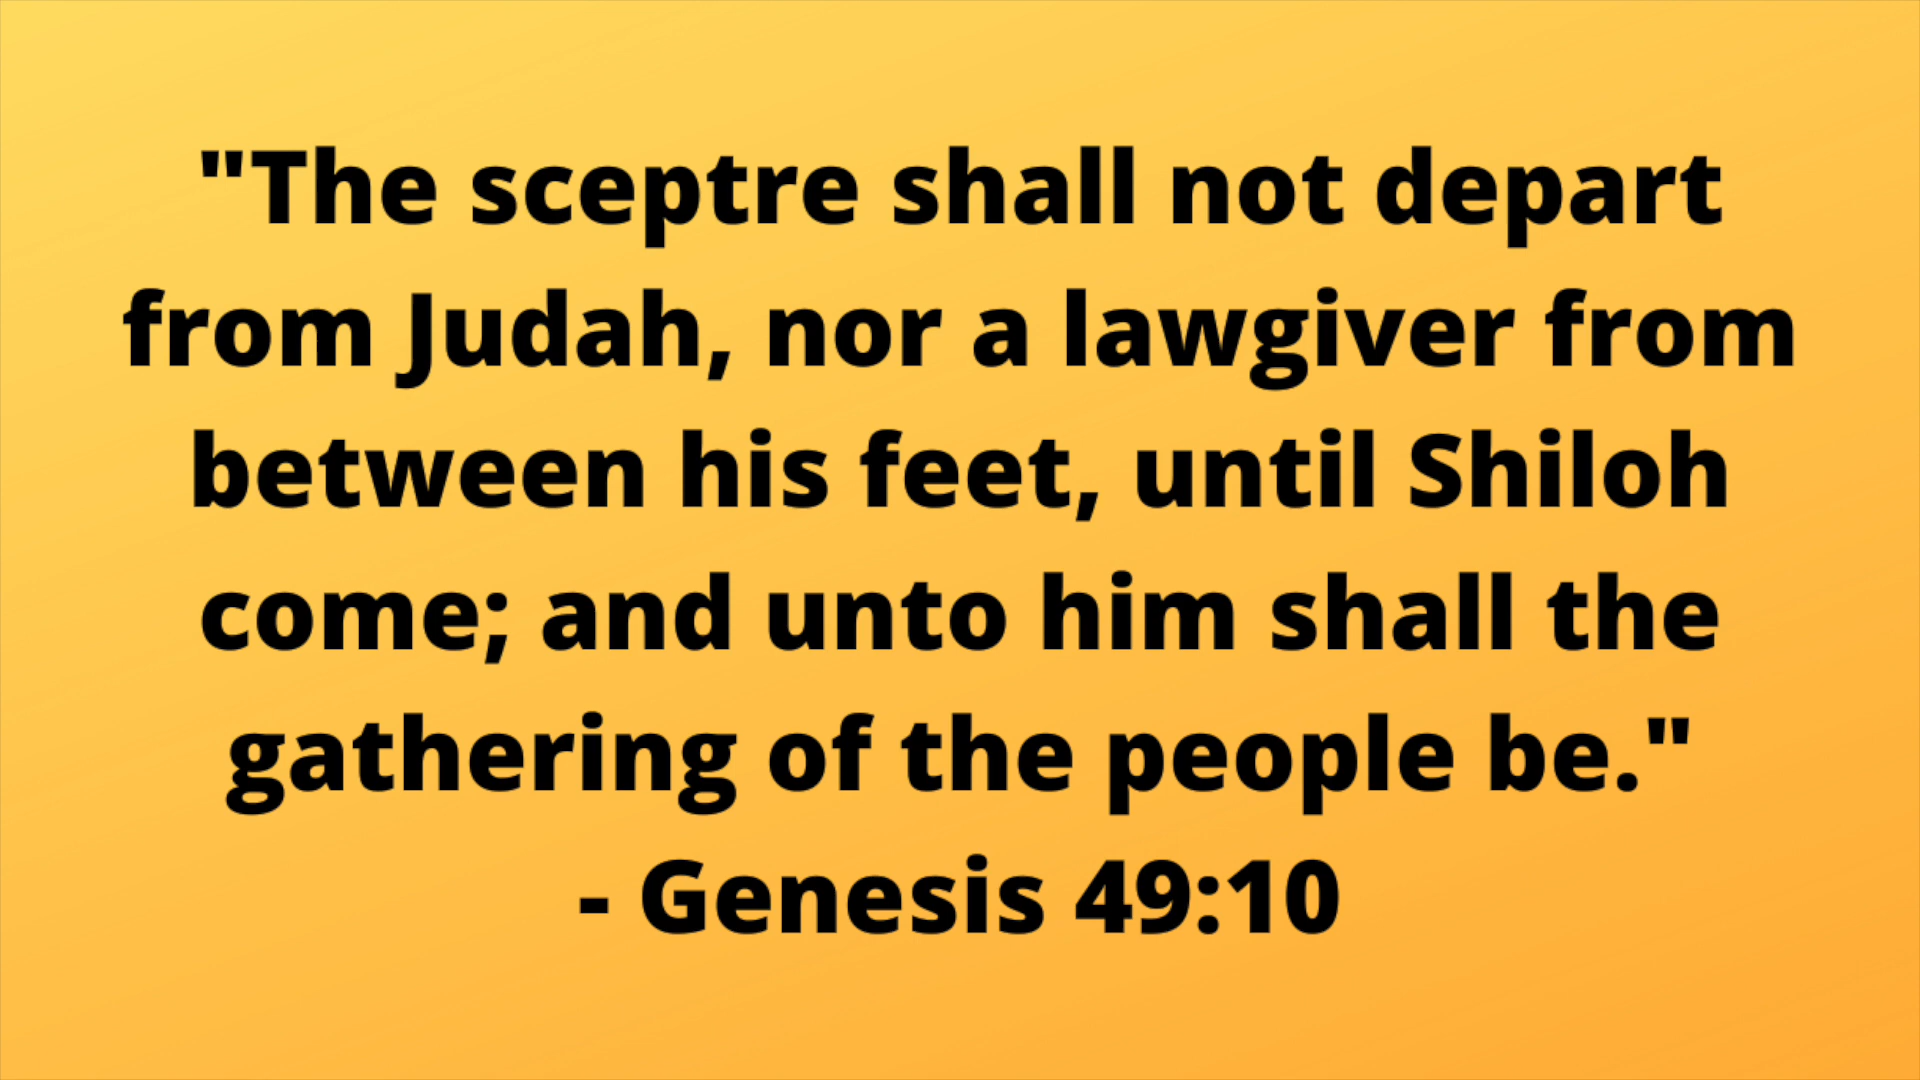 "The sceptre shall not depart
from Judah, nor a lawgiver from
between his feet, until Shiloh
come; and unto him shall the
gathering of the people be."
- Genesis 49:10